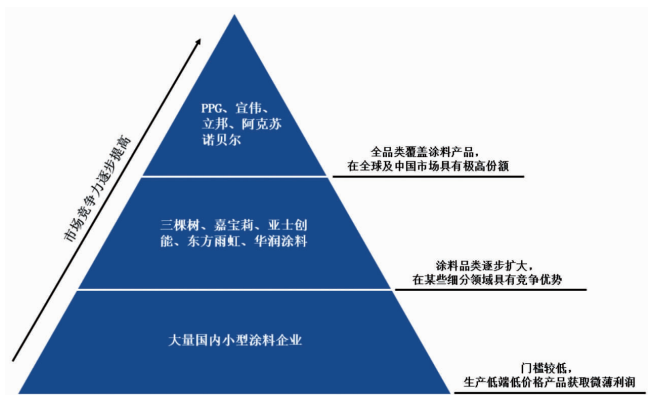 市场竞争力逐步提高
PPG、宣伟、
立邦、阿克苏
诺贝尔
全品类覆盖涂料产品，
在全球及中国市场具有极高份额
三棵树、嘉宝莉、亚士创
能、东方雨虹、华润涂料
涂料品类逐步扩大，
在某些细分领域具有竞争优势
大量国内小型涂料企业
门槛较低，
生产低端低价格产品获取微薄利润